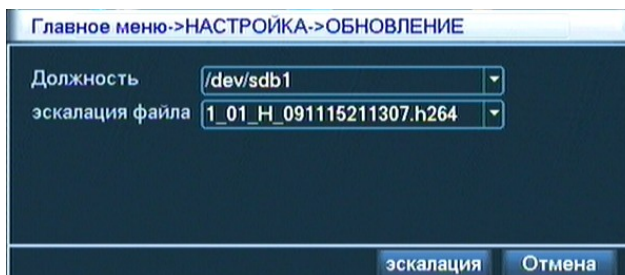 Главное меню->НАСТРОЙКА->ОБНОВЛЕНИЕ
Должность /dev/sdb1
эскалация файла 1_01_H_091115211307.h264
эскалация Отмена